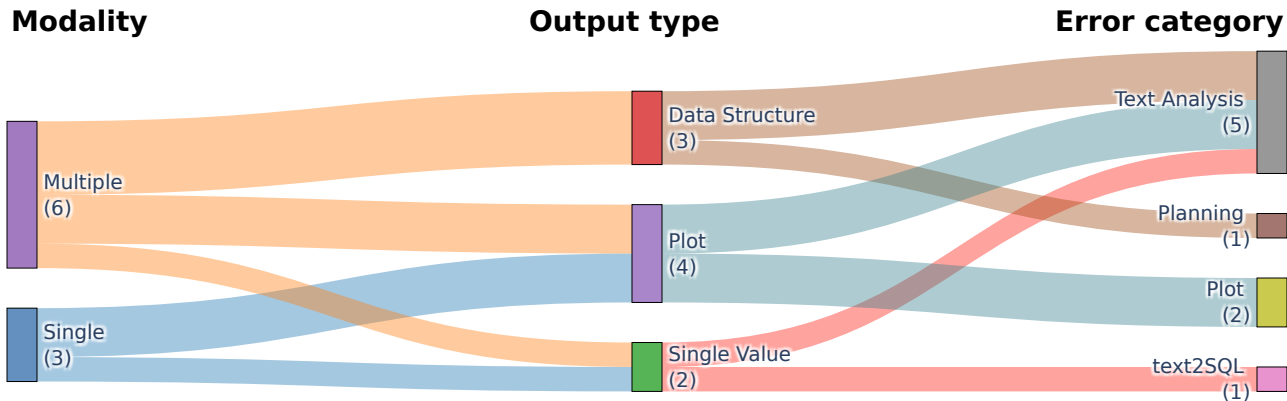 Modality
Output type
Error category
Multiple
(6)
Single
(3)
Data Structure
(3)
Plot
(4)
Single Value
(2)
Text Analysis
(5)
Planning
(1)
Plot
(2)
text2SQL
(1)